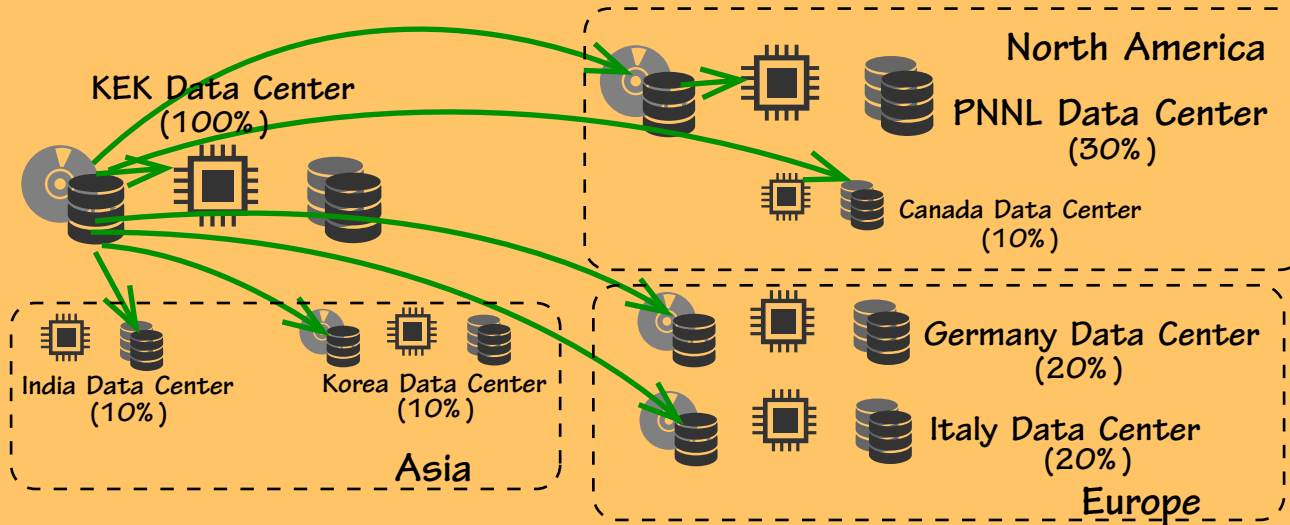 KEK Data Center
(100%)
North America
PNNL Data Center
(30%)
Canada Data Center
(10%)
India Data Center
(10%)
Korea Data Center
(10%)
Asia
Germany Data Center
(20%)
Italy Data Center
(20%)
Europe